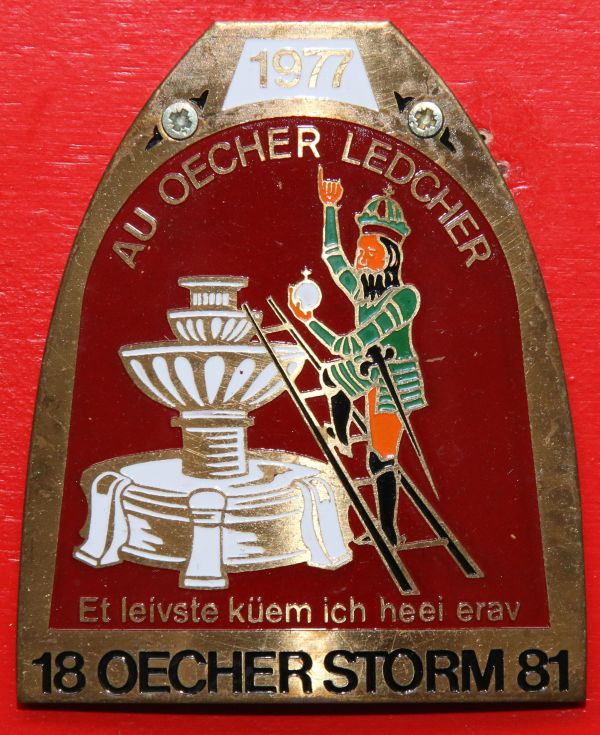 1977
AU OECHER LEDCHER
Et leivste küem ich heei erav
18 OECHER STORM 81